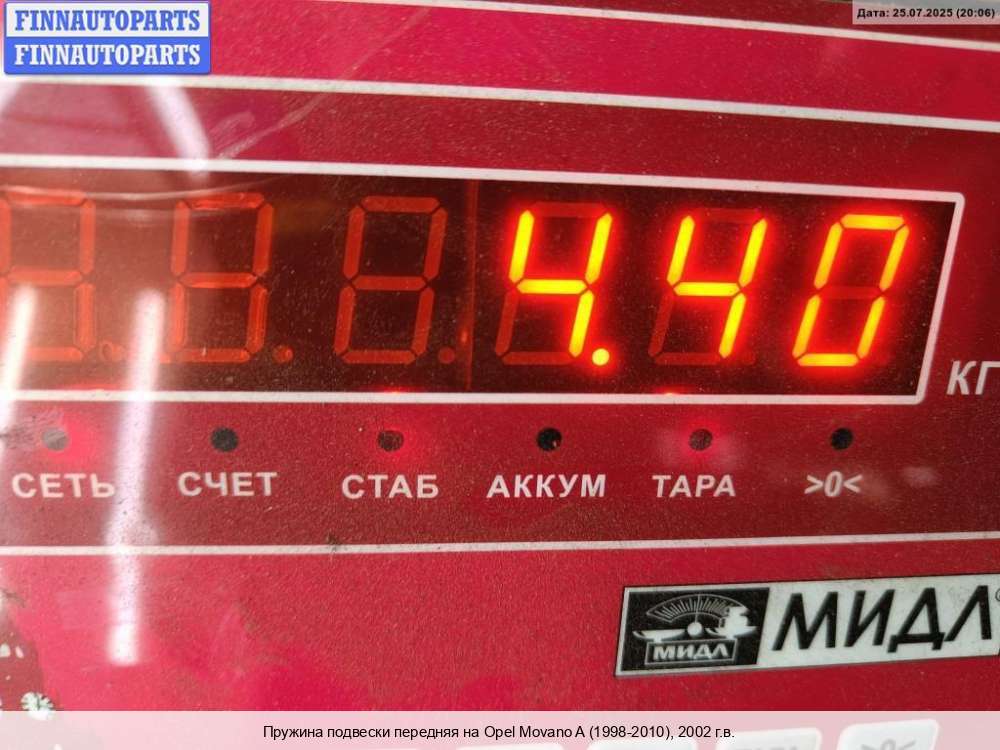 FINNAUTOPARTS
FINNAUTOPARTS
Дата: 25.07.2025 (20:06)
4.40
КГ
СЕТЬ СЧЕТ СТАБ АККУМ ТАРА >0<
МИДЛ МИДЛ
Пружина подвески передняя на Opel Movano A (1998-2010), 2002 г.в.